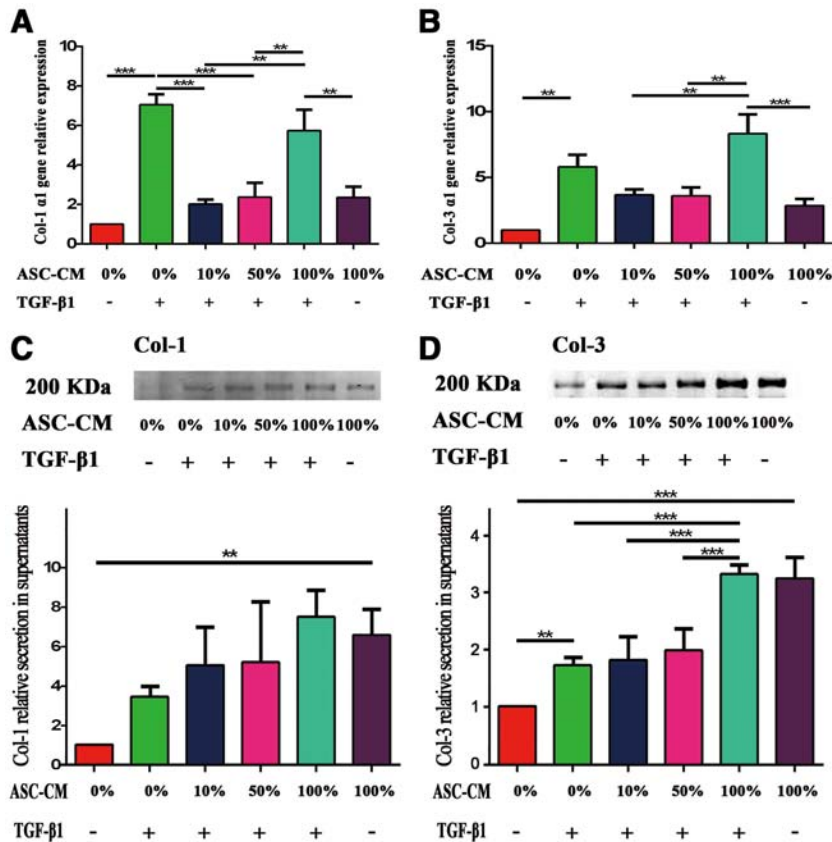 A
Col-1 α1 gene relative expression
10
8
6
4
2
0
***
***
***
**
**
**
ASC-CM 0% 0% 10% 50% 100% 100%
TGF-β1 - + + + + -
B
Col-3 α1 gene relative expression
15
10
5
0
**
**
**
***
ASC-CM 0% 0% 10% 50% 100% 100%
TGF-β1 - + + + + -
C
Col-1
200 KDa
ASC-CM 0% 0% 10% 50% 100% 100%
TGF-β1 - + + + + -
Col-1 relative secretion in supernatants
10
8
6
4
2
0
**
ASC-CM 0% 0% 10% 50% 100% 100%
TGF-β1 - + + + + -
D
Col-3
200 KDa
ASC-CM 0% 0% 10% 50% 100% 100%
TGF-β1 - + + + + -
Col-3 relative secretion in supernatants
4
3
2
1
0
***
***
***
***
**
ASC-CM 0% 0% 10% 50% 100% 100%
TGF-β1 - + + + + -